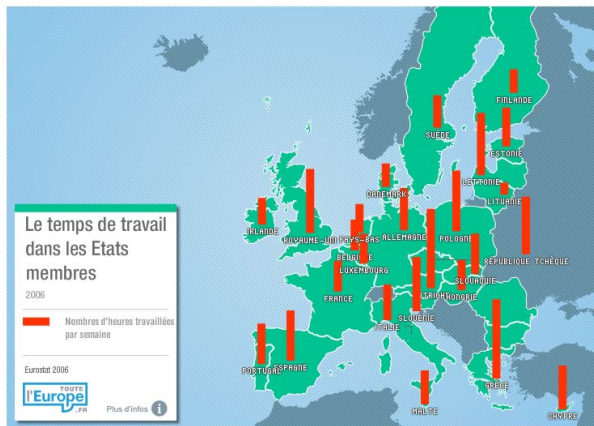 FINLANDE
SUÈDE
ESTONIE
LETTONIE
LITUANIE
DANEMARK
IRLANDE
ROYAUME-UNI
PAYS-BAS
ALLEMAGNE
POLOGNE
BELGIQUE
LUXEMBOURG
RÉPUBLIQUE TCHÈQUE
SLOVAQUIE
FRANCE
HONGRIE
SLOVÉNIE
ITALIE
PORTUGAL
ESPAGNE
GRÈCE
MALTE
CHYPRE
Le temps de travail
dans les Etats
membres
2006
Nombres d'heures travaillées
par semaine
Eurostat 2006
TOUTE
l'Europe
.FR
Plus d'infos i